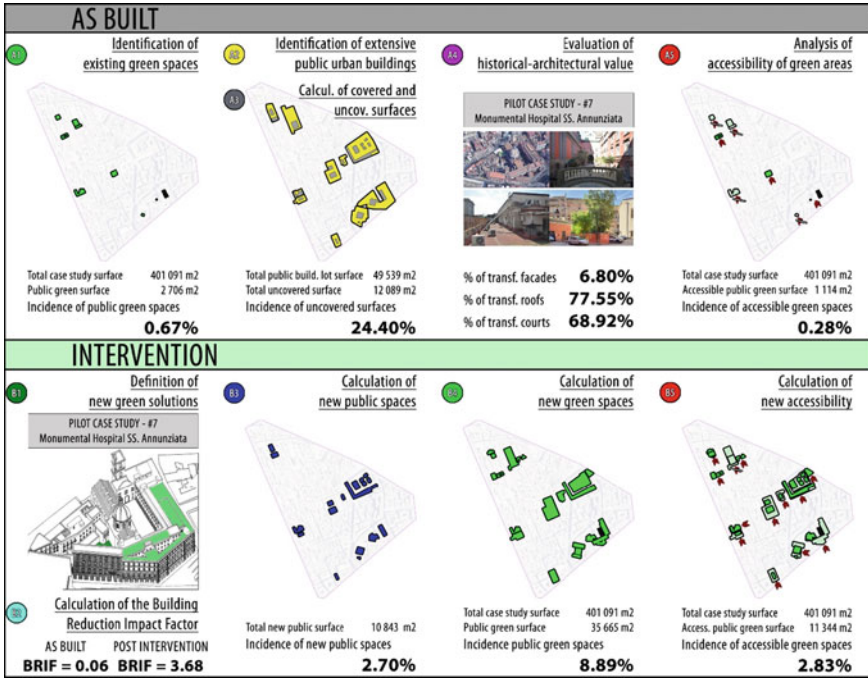 AS BUILT
A1
Identification of
existing green spaces
Total case study surface 401 091 m2
Public green surface 2 706 m2
Incidence of public green spaces
0.67%
A2
Identification of extensive
public urban buildings
A3
Calcul. of covered and
uncov. surfaces
Total public build. lot surface 49 539 m2
Total uncovered surface 12 089 m2
Incidence of uncovered surfaces
24.40%
A4
Evaluation of
historical-architectural value
PILOT CASE STUDY - #7
Monumental Hospital SS. Annunziata
% of transf. facades 6.80%
% of transf. roofs 77.55%
% of transf. courts 68.92%
A5
Analysis of
accessibility of green areas
Total case study surface 401 091 m2
Accessible public green surface 1 114 m2
Incidence of accessible green spaces
0.28%
INTERVENTION
B1
Definition of
new green solutions
PILOT CASE STUDY - #7
Monumental Hospital SS. Annunziata
Calculation of the Building
Reduction Impact Factor
AS BUILT POST INTERVENTION
BRIF = 0.06 BRIF = 3.68
B3
Calculation of
new public spaces
Total new public surface 10 843 m2
Incidence of new public spaces
2.70%
Calculation of
new green spaces
Total case study surface 401 091 m2
Public green surface 35 665 m2
Incidence public green spaces
8.89%
B5
Calculation of
new accessibility
Total case study surface 401 091 m2
Access. public green surface 11 344 m2
Incidence of accessible green spaces
2.83%